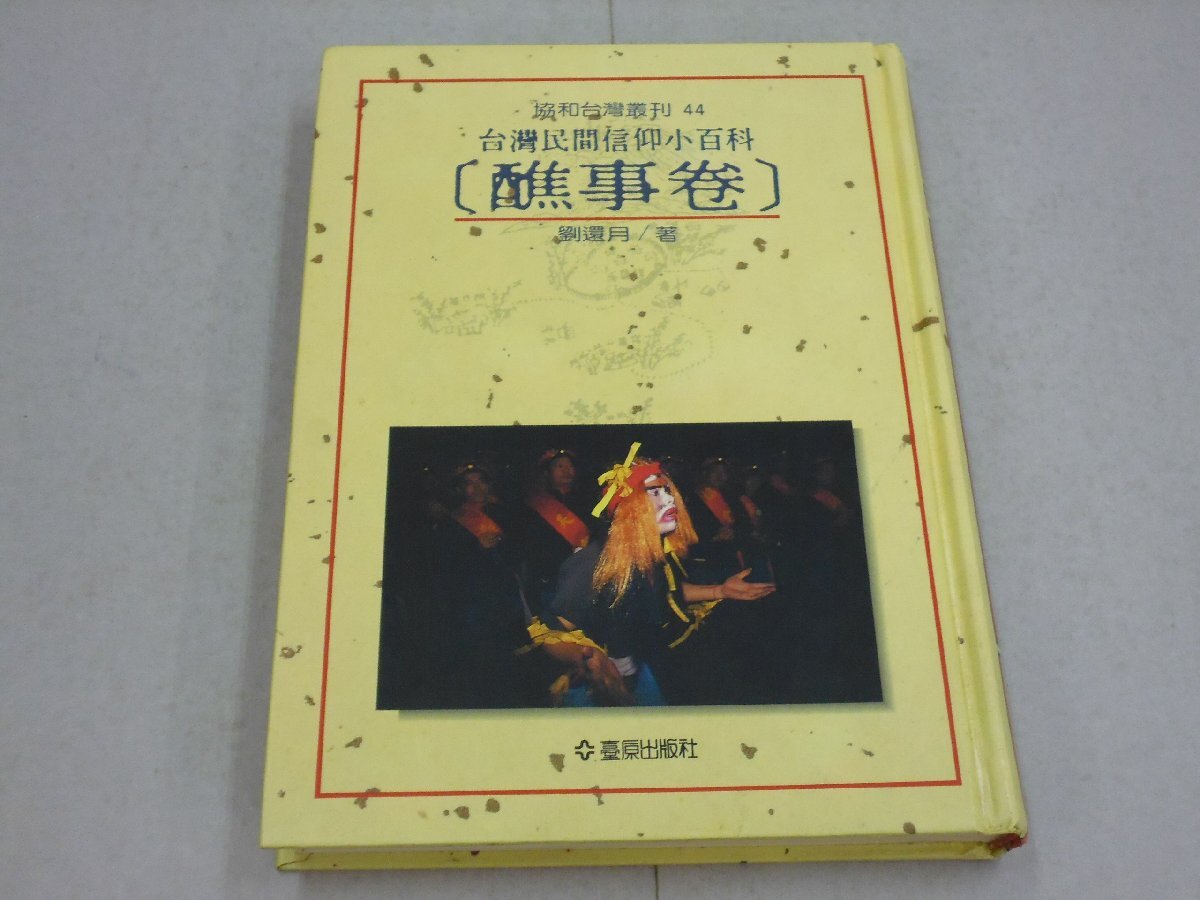 協和台灣叢刊 44
台灣民間信仰小百科
〔醮事卷〕
劉還月/著
臺原出版社